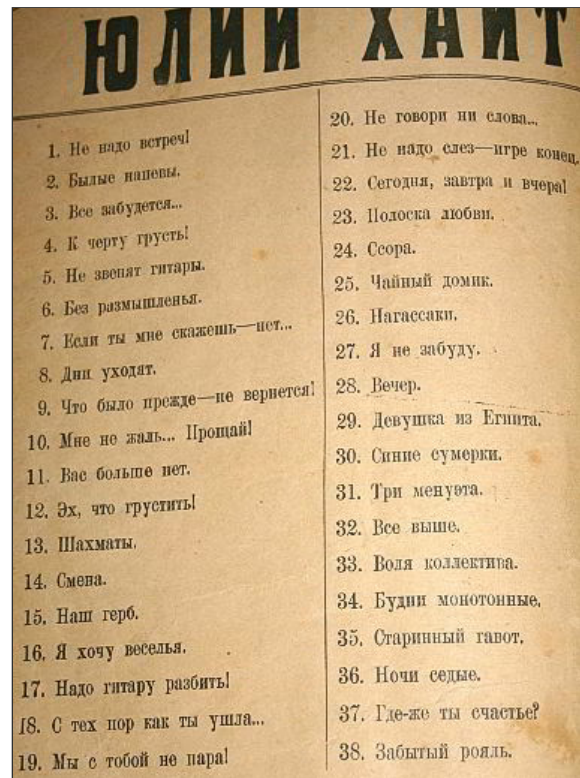 ЮЛИЙ ХАЙТ
1. Не надо встреч!
2. Былые напевы.
3. Все забудется...
4. К черту грусть!
5. Не звенят гитары.
6. Без размышленья.
7. Если ты мне скажешь—нет...
8. Дни уходят.
9. Что было прежде—не вернется!
10. Мне не жаль... Прощай!
11. Вас больше нет.
12. Эх, что грустить!
13. Шахматы.
14. Смена.
15. Наш герб.
16. Я хочу веселья.
17. Надо гитару разбить!
18. С тех пор как ты ушла...
19. Мы с тобой не пара!
20. Не говори ни слова...
21. Не надо слез—игре конец.
22. Сегодня, завтра и вчера!
23. Полоска любви.
24. Ссора.
25. Чайный домик.
26. Нагассаки.
27. Я не забуду.
28. Вечер.
29. Девушка из Египта.
30. Синие сумерки.
31. Три менуэта.
32. Все выше.
33. Воля коллектива.
34. Будни монотонные.
35. Старинный гавот.
36. Ночи седые.
37. Где-же ты счастье?
38. Забытый рояль.